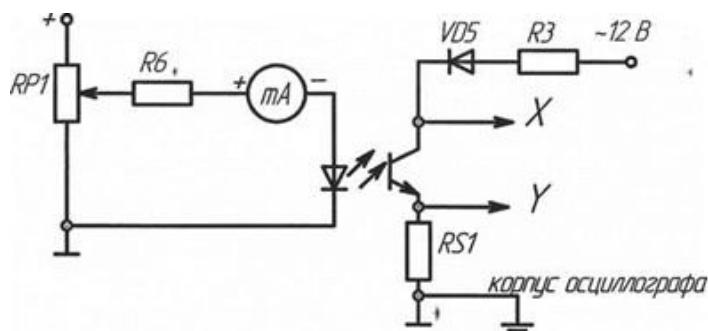 +
VD5 R3 ~12 В
RP1 R6 + mA − X
Y
RS1
корпус осциллографа